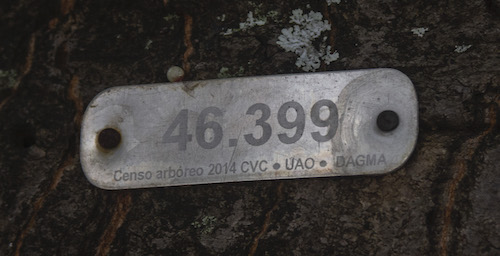 46.399
Censo arbóreo 2014 CVC ● UAO ● DAGMA